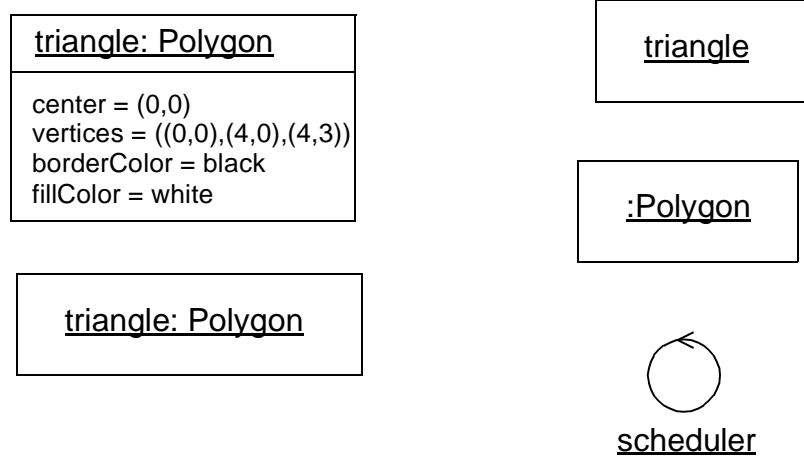 triangle: Polygon
center = (0,0)
vertices = ((0,0),(4,0),(4,3))
borderColor = black
fillColor = white
triangle: Polygon
triangle
:Polygon
scheduler